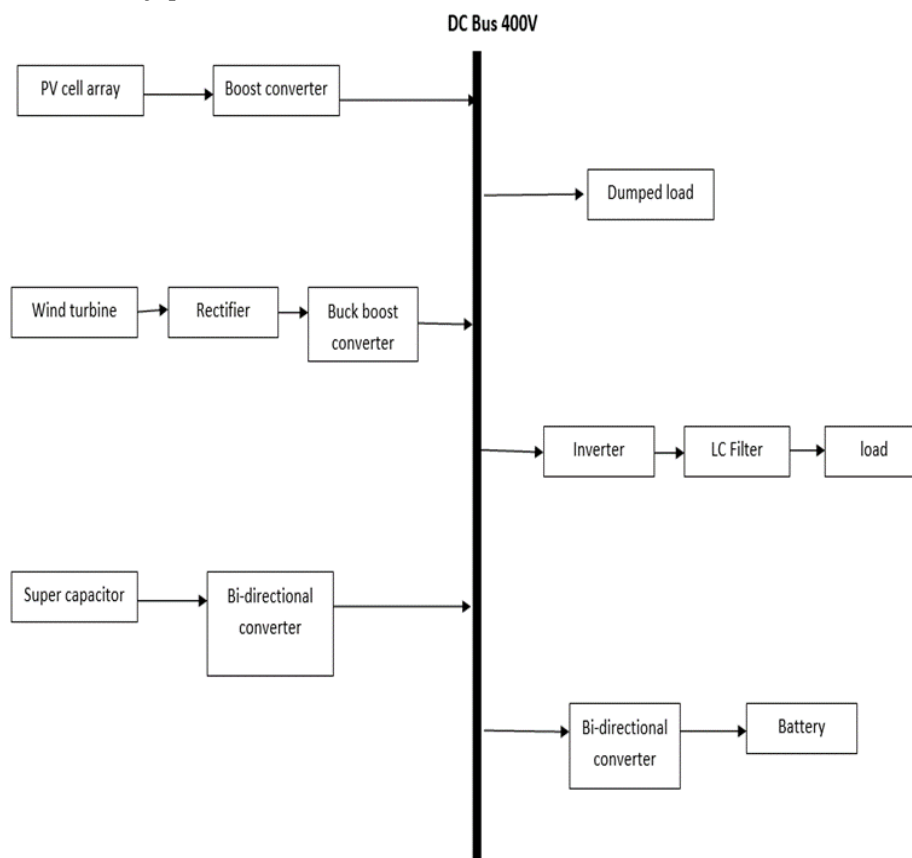 DC Bus 400V
PV cell array
Boost converter
Dumped load
Wind turbine
Rectifier
Buck boost
converter
Inverter
LC Filter
load
Super capacitor
Bi-directional
converter
Bi-directional
converter
Battery